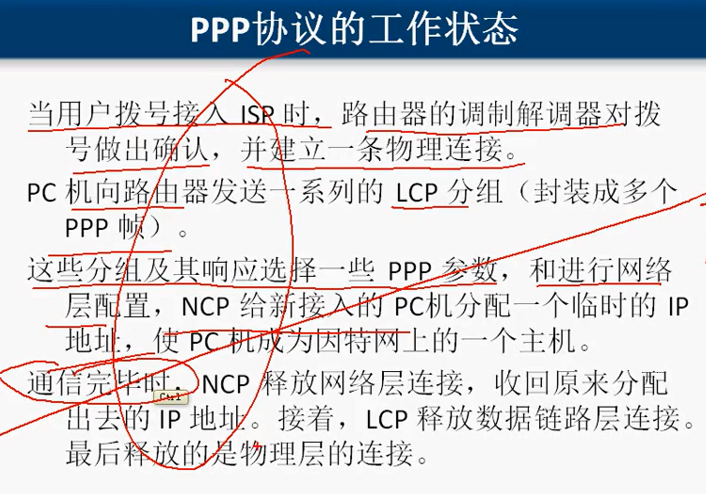 PPP协议的工作状态
当用户拨号接入 ISP 时，路由器的调制解调器对拨
号做出确认，并建立一条物理连接。
PC 机向路由器发送一系列的 LCP 分组（封装成多个
PPP 帧）。
这些分组及其响应选择一些 PPP 参数，和进行网络
层配置，NCP 给新接入的 PC机分配一个临时的 IP
地址，使 PC 机成为因特网上的一个主机。
通信完毕时，NCP 释放网络层连接，收回原来分配
出去的 IP 地址。接着，LCP 释放数据链路层连接。
最后释放的是物理层的连接。
Ctrl